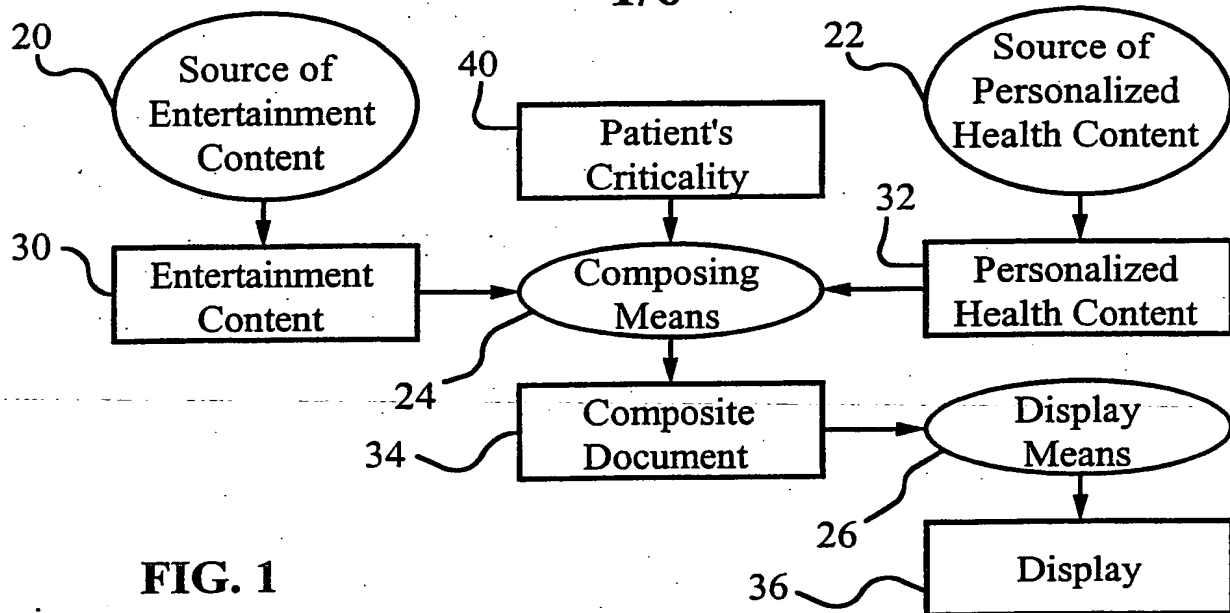 20
Source of
Entertainment
Content
40
Patient's
Criticality
22
Source of
Personalized
Health Content
30
Entertainment
Content
Composing
Means
24
32
Personalized
Health Content
34
Composite
Document
Display
Means
26
36
Display
FIG. 1